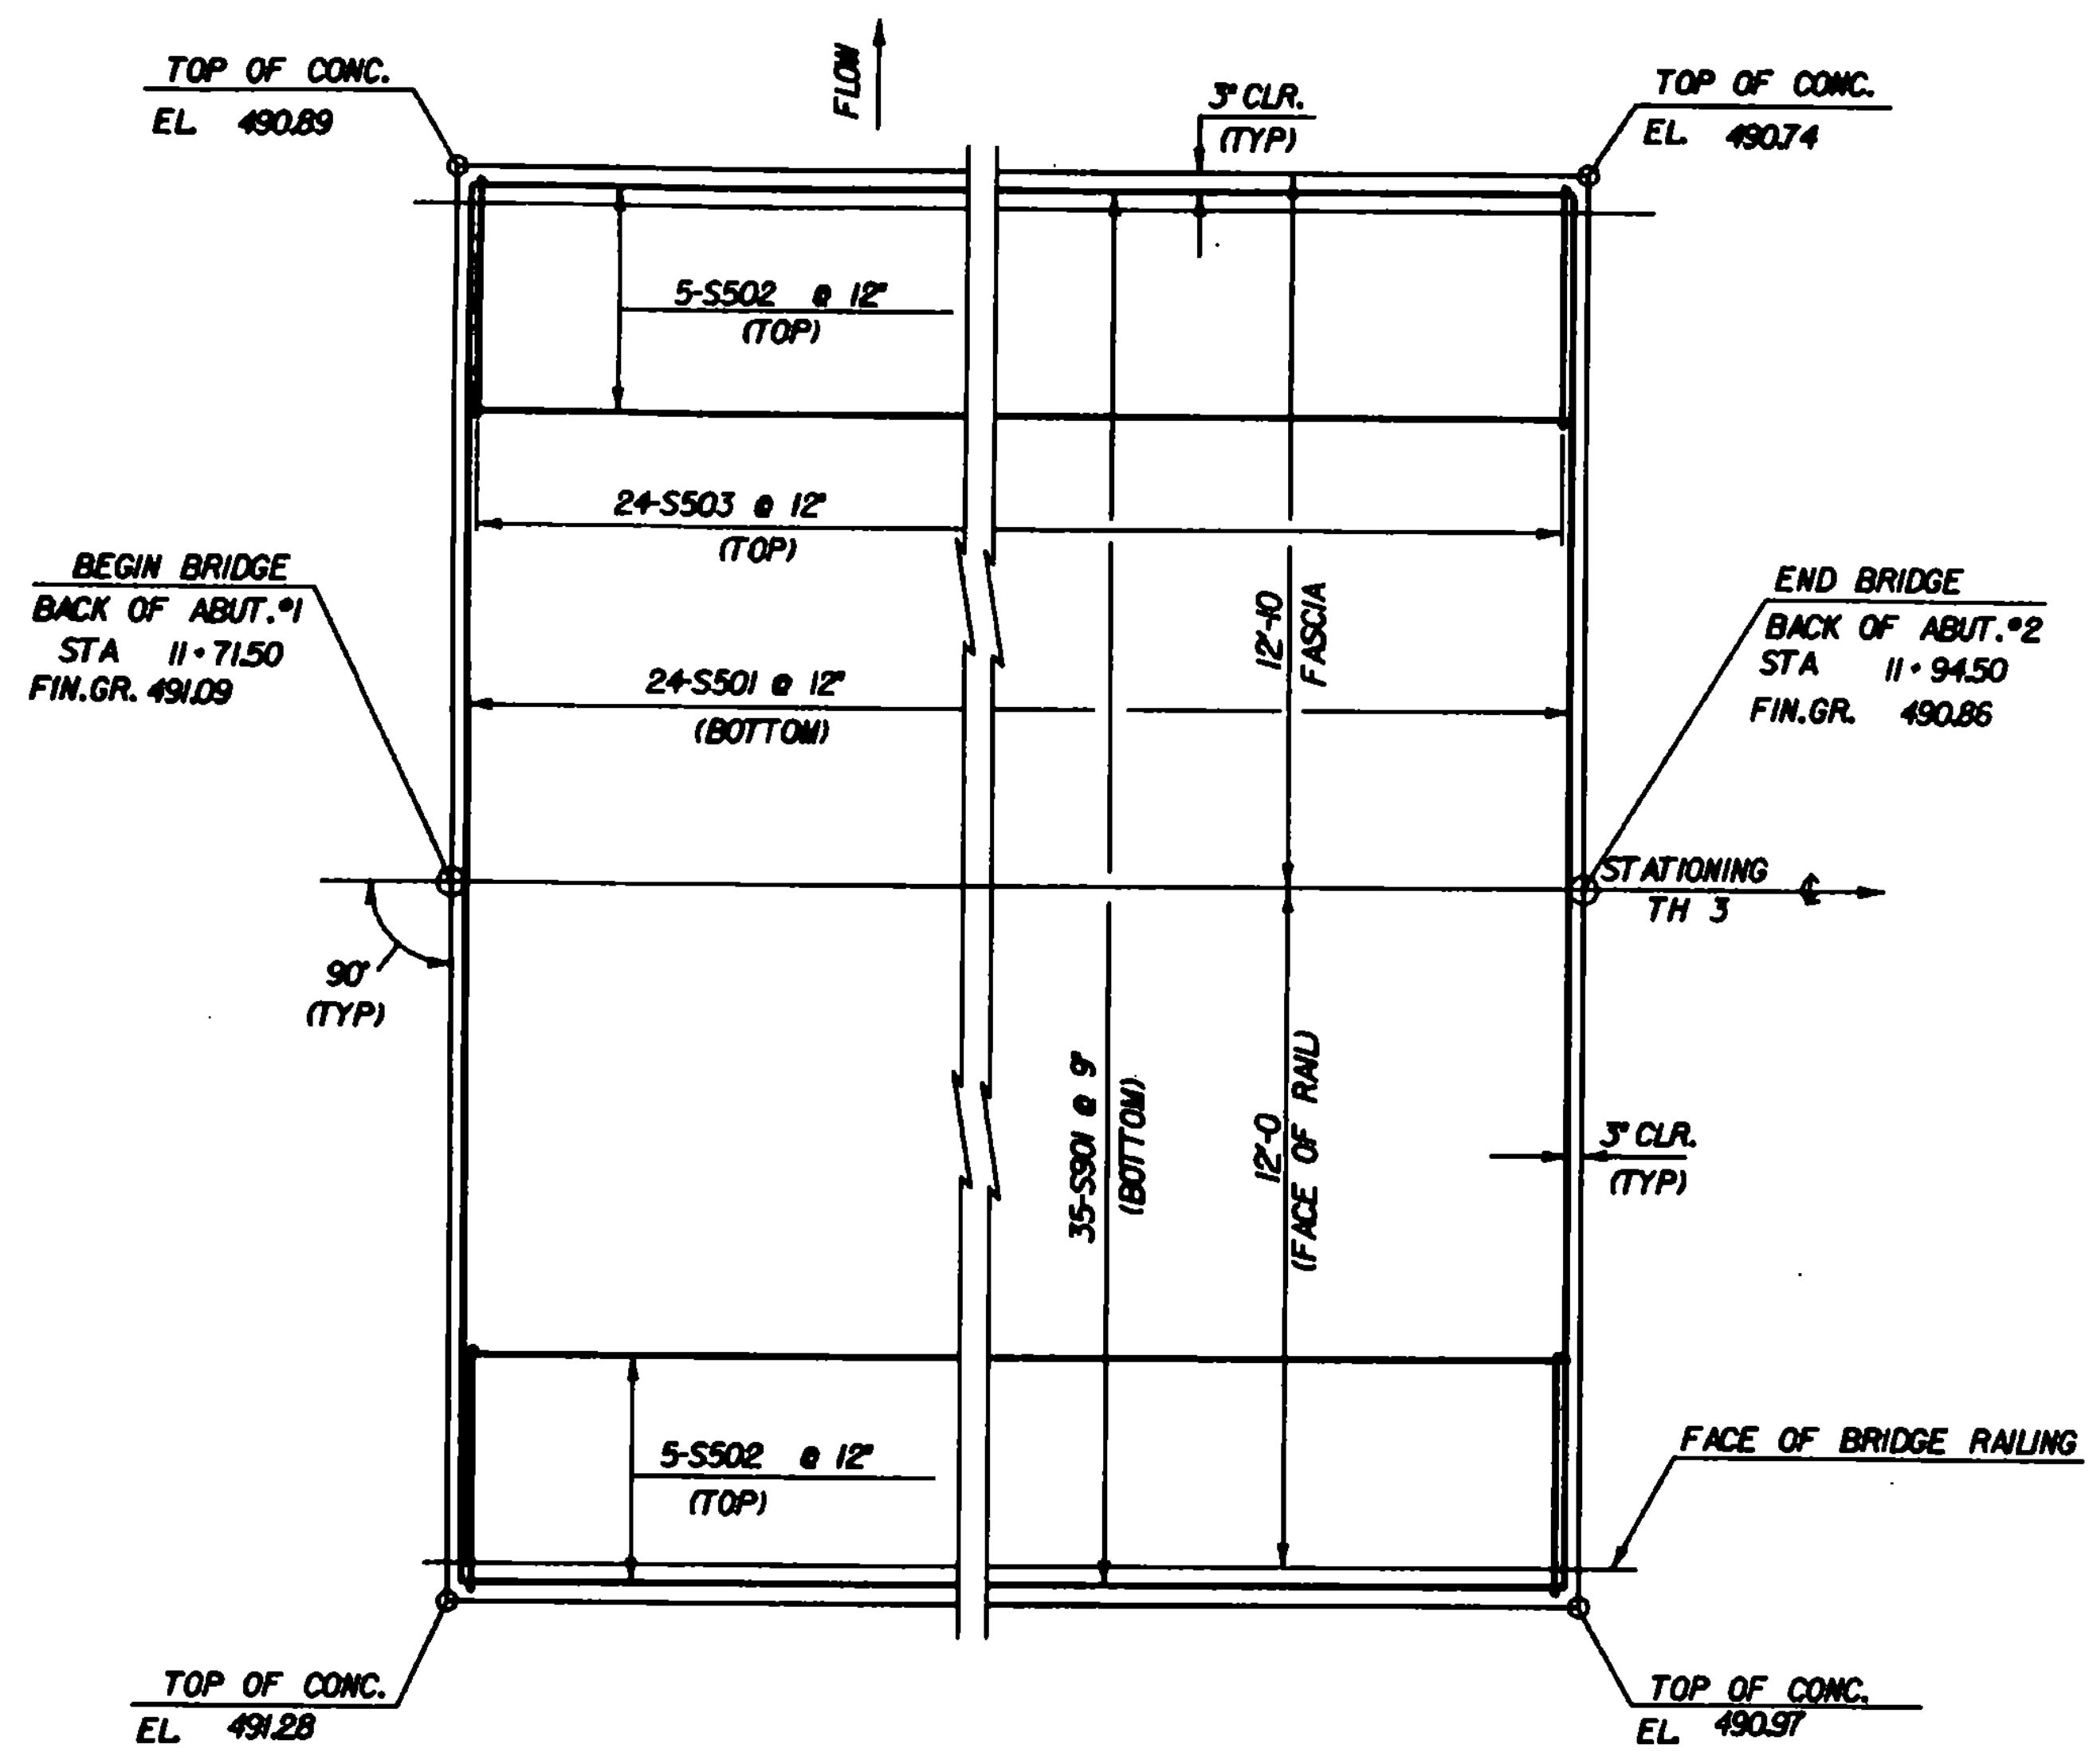 FLOW
TOP OF CONC.
EL. 490.89
3" CLR.
(TYP)
TOP OF CONC.
EL. 490.74
5-S502 @ 12"
(TOP)
24-S503 @ 12"
(TOP)
BEGIN BRIDGE
BACK OF ABUT. #1
STA 11+71.50
FIN.GR. 491.09
12'-10
FASCIA
END BRIDGE
BACK OF ABUT. #2
STA 11+94.50
FIN.GR. 490.86
24-S501 @ 12"
(BOTTOM)
STATIONING ℄
TH 3
90°
(TYP)
35-S901 @ 9"
(BOTTOM)
12'-0
(FACE OF RAIL)
3" CLR.
(TYP)
5-S502 @ 12"
(TOP)
FACE OF BRIDGE RAILING
TOP OF CONC.
EL. 491.28
TOP OF CONC.
EL. 490.97